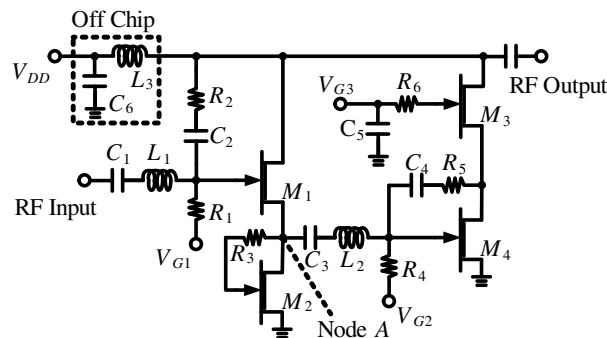 Off Chip
V_DD
L_3
C_6
R_2
C_2
V_G3
R_6
C_5
M_3
RF Output
C_1
L_1
RF Input
M_1
R_1
V_G1
C_4
R_5
R_3
C_3
L_2
M_4
R_4
M_2
V_G2
Node A